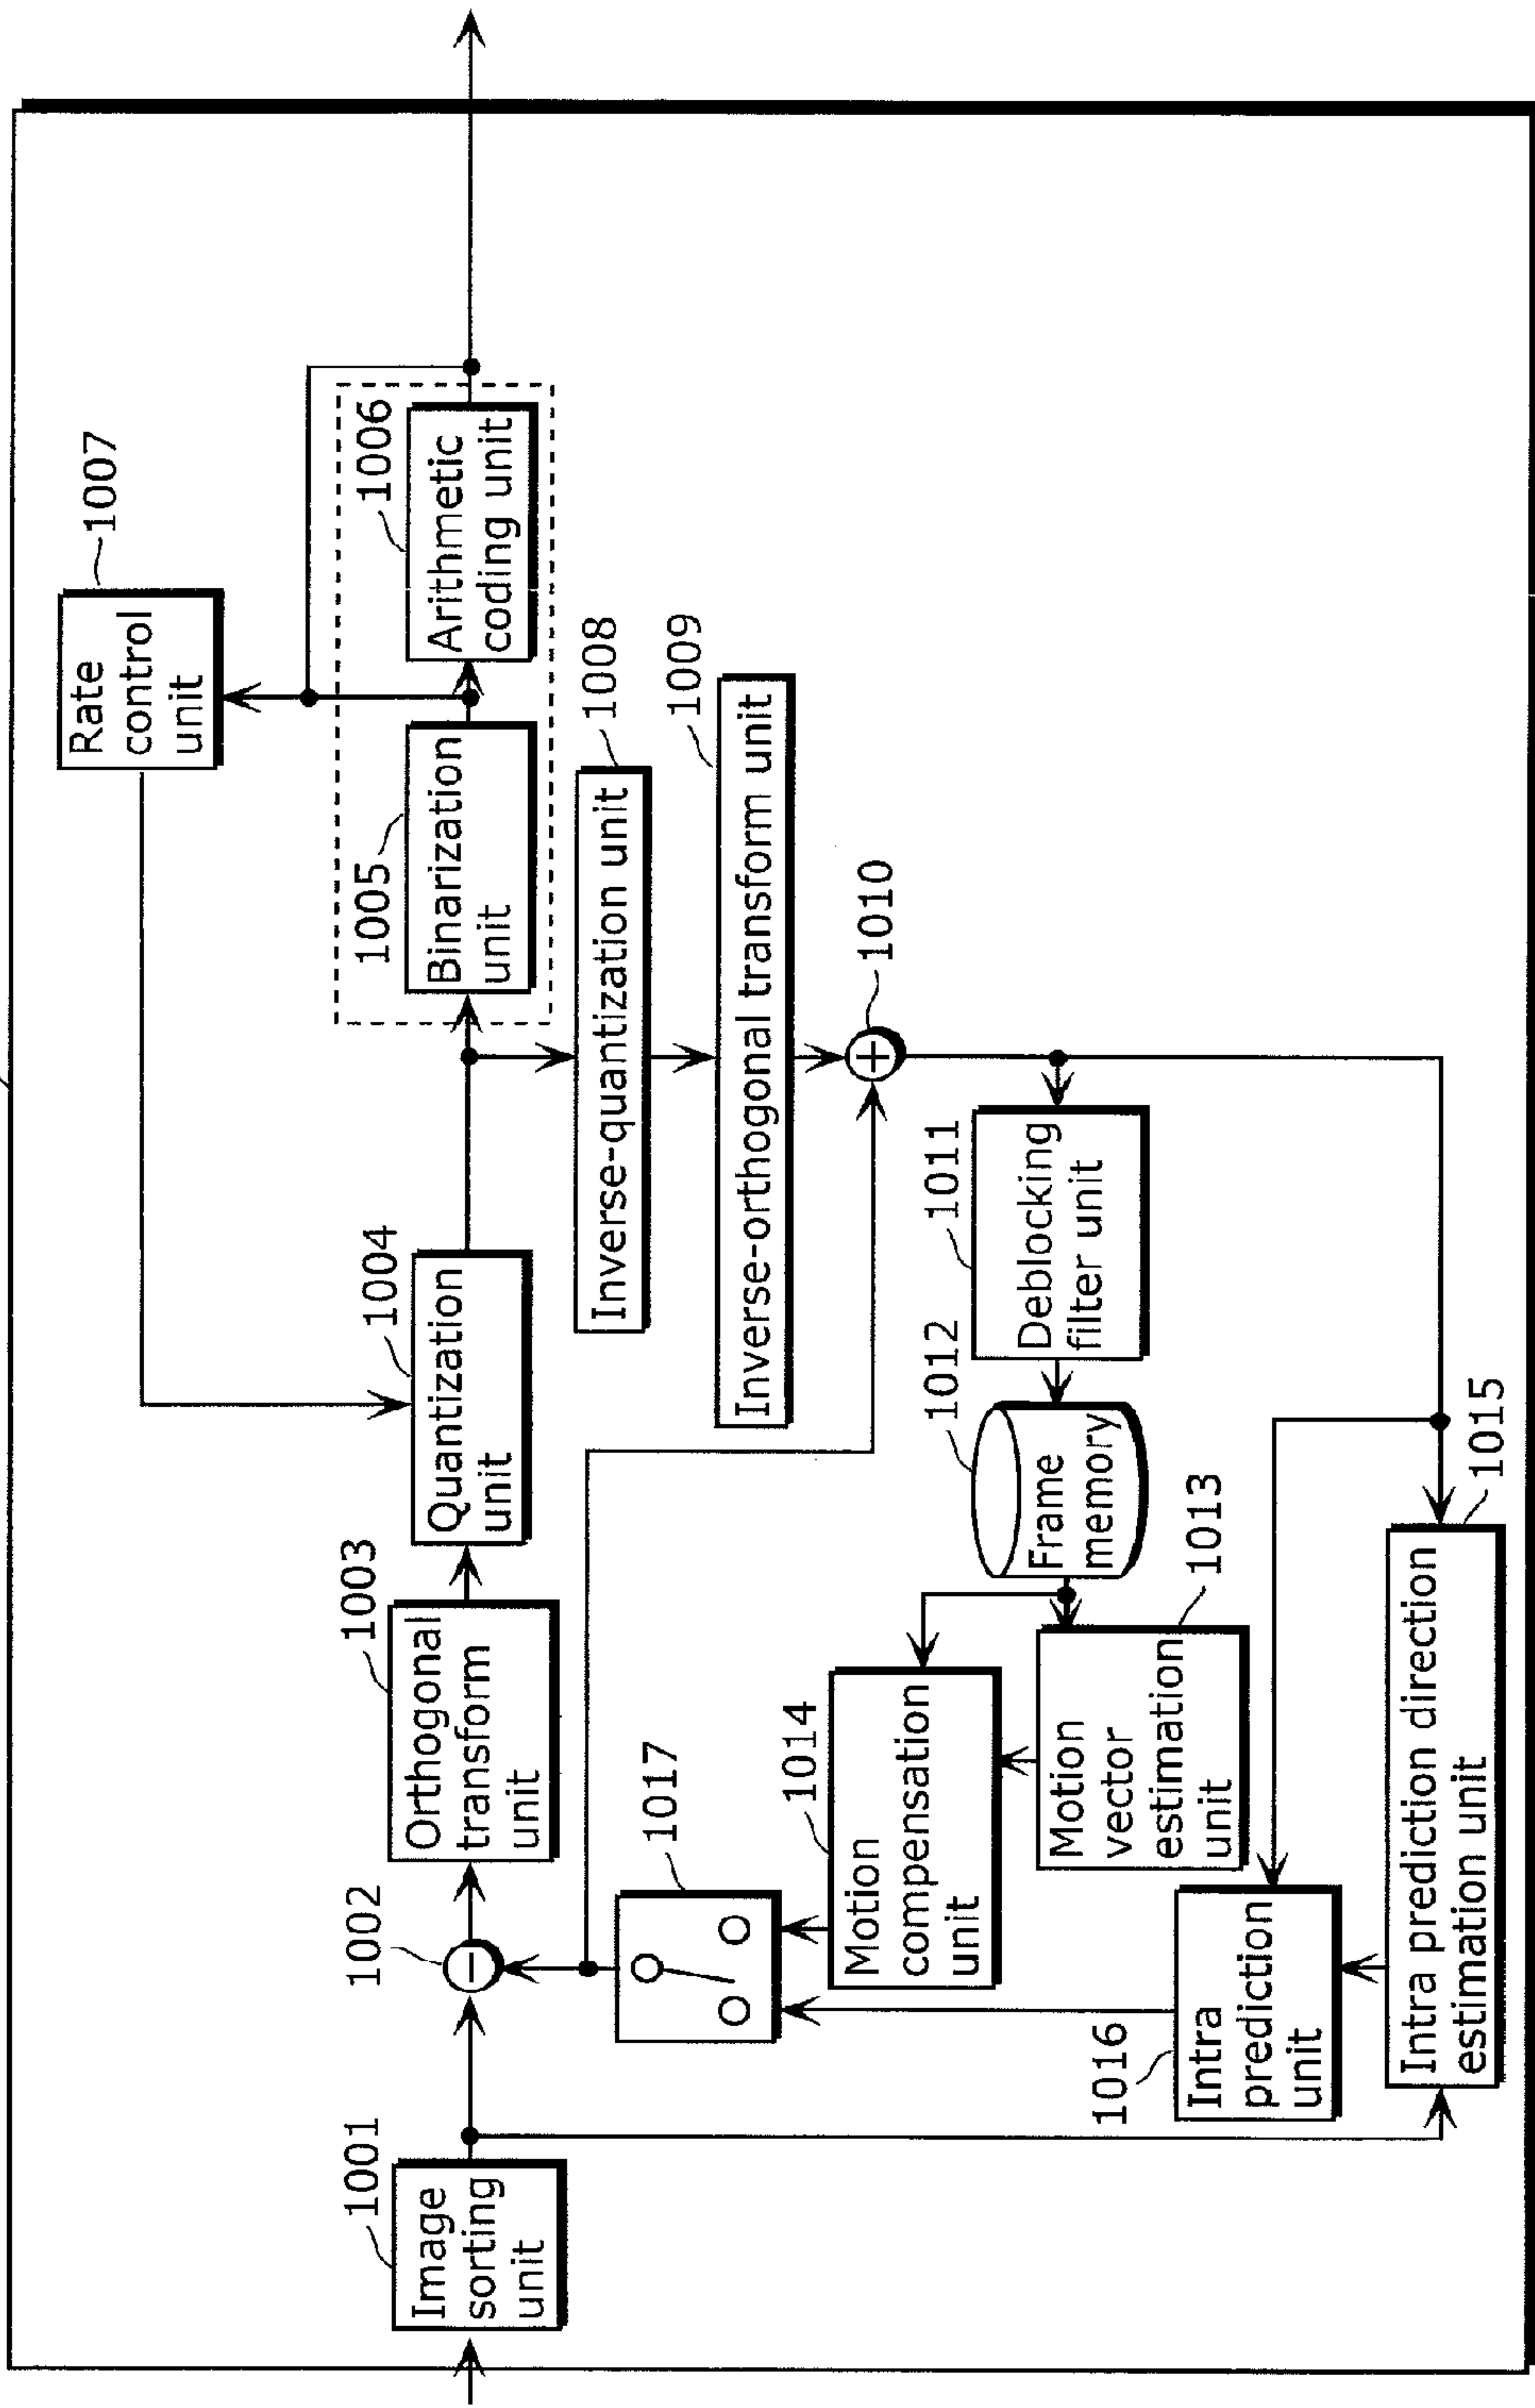 1007
Rate
control
unit
1001
1002
1003
1004
1005
1006
Image
sorting
unit
−
Orthogonal
transform
unit
Quantization
unit
Binarization
unit
Arithmetic
coding unit
1008
Inverse-quantization unit
1017
1009
Inverse-orthogonal transform unit
1014
Motion
compensation
unit
+
1010
1012
1011
Frame
memory
Deblocking
filter unit
1013
Motion
vector
estimation
unit
1016
Intra
prediction
unit
1015
Intra prediction direction
estimation unit